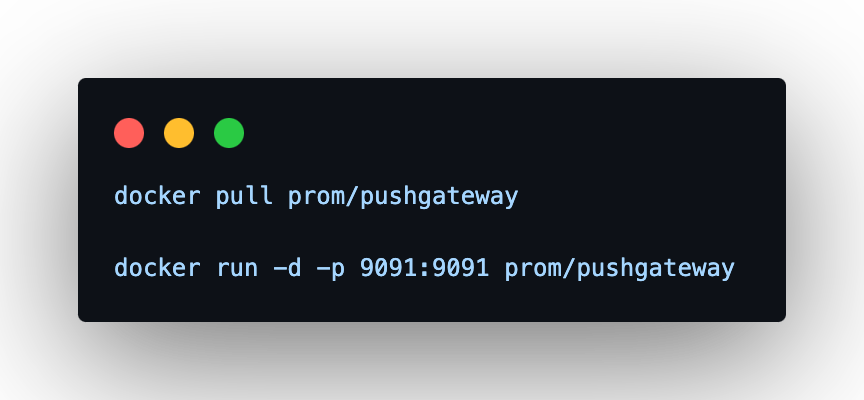 docker pull prom/pushgateway
docker run -d -p 9091:9091 prom/pushgateway